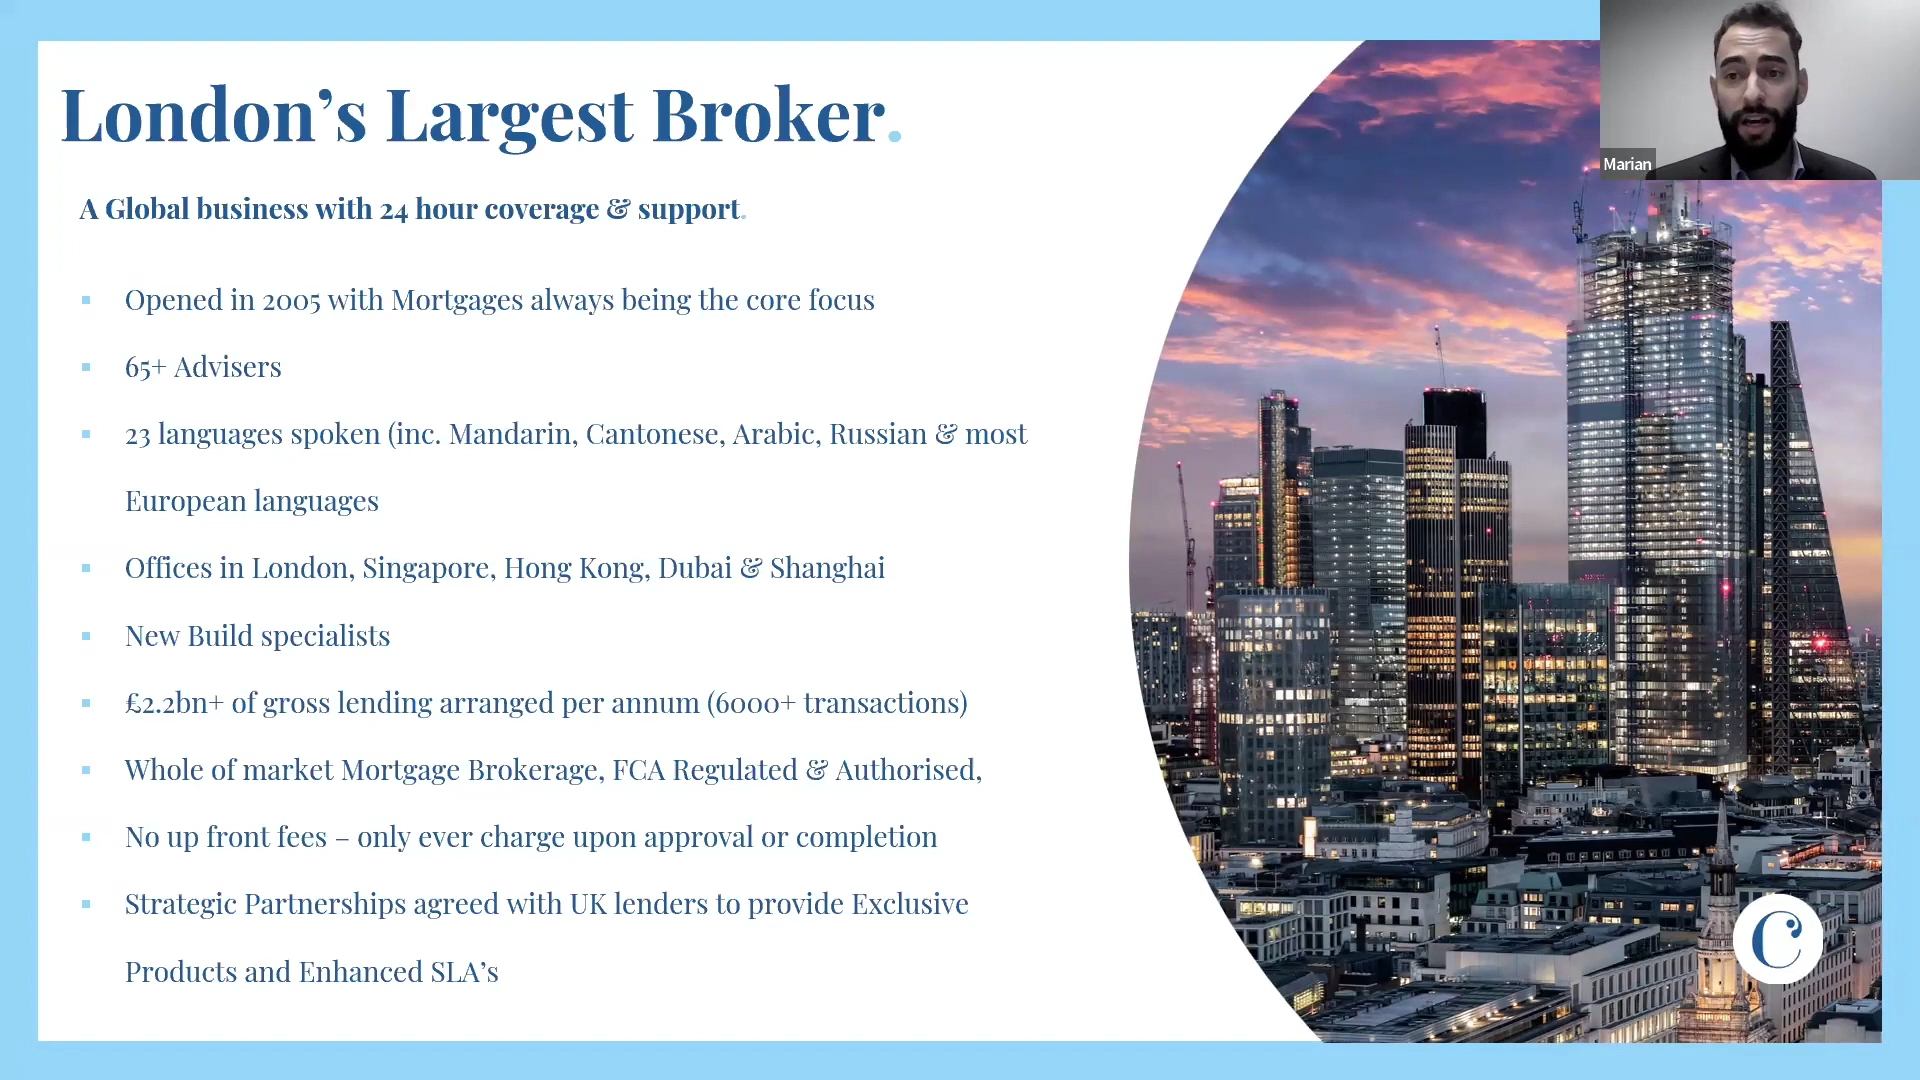 London’s Largest Broker.
Marian
A Global business with 24 hour coverage & support.
Opened in 2005 with Mortgages always being the core focus
65+ Advisers
23 languages spoken (inc. Mandarin, Cantonese, Arabic, Russian & most
European languages
Offices in London, Singapore, Hong Kong, Dubai & Shanghai
New Build specialists
£2.2bn+ of gross lending arranged per annum (6000+ transactions)
Whole of market Mortgage Brokerage, FCA Regulated & Authorised,
No up front fees – only ever charge upon approval or completion
Strategic Partnerships agreed with UK lenders to provide Exclusive
Products and Enhanced SLA’s
C